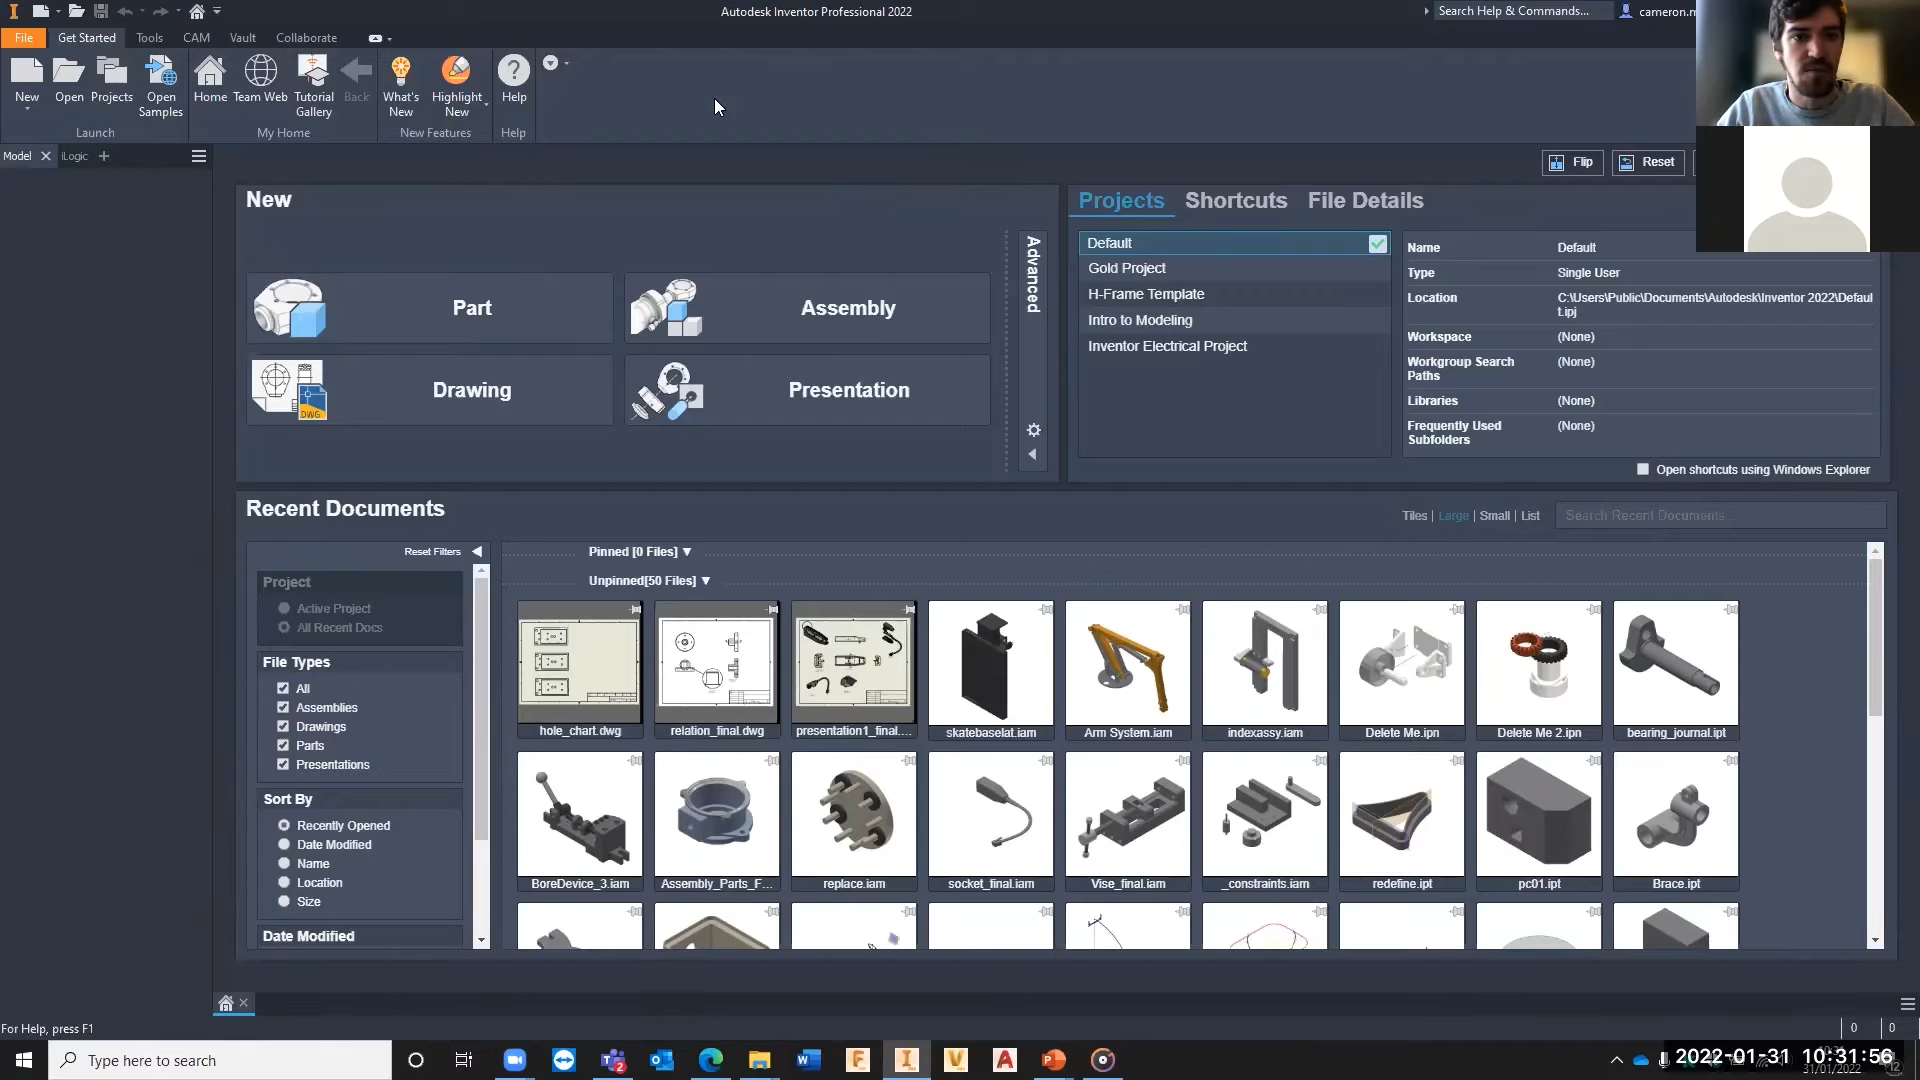 Autodesk Inventor Professional 2022
Search Help & Commands...
cameron.m
File Get Started Tools CAM Vault Collaborate
New Open Projects Open Samples Home Team Web Tutorial Gallery Back What's New Highlight New Help
Launch My Home New Features Help
Model iLogic
Flip Reset
New
Part
Assembly
Drawing
DWG
Presentation
Advanced
Projects Shortcuts File Details
Default
Gold Project
H-Frame Template
Intro to Modeling
Inventor Electrical Project
Name Default
Type Single User
Location C:\Users\Public\Documents\Autodesk\Inventor 2022\Defaul
t.ipj
Workspace (None)
Workgroup Search Paths (None)
Libraries (None)
Frequently Used Subfolders (None)
Open shortcuts using Windows Explorer
Recent Documents
Tiles | Large | Small | List
Search Recent Documents...
Reset Filters
Project
Active Project
All Recent Docs
File Types
All
Assemblies
Drawings
Parts
Presentations
Sort By
Recently Opened
Date Modified
Name
Location
Size
Date Modified
Pinned [0 Files]
Unpinned[50 Files]
hole_chart.dwg relation_final.dwg presentation1_final.... skatebaselat.iam Arm System.iam indexassy.iam Delete Me.ipn Delete Me 2.ipn bearing_journal.ipt
BoreDevice_3.iam Assembly_Parts_F... replace.iam socket_final.iam Vise_final.iam _constraints.iam redefine.ipt pc01.ipt Brace.ipt
For Help, press F1
0 0
Type here to search
2
2022-01-31 10:31:56
31/01/2022